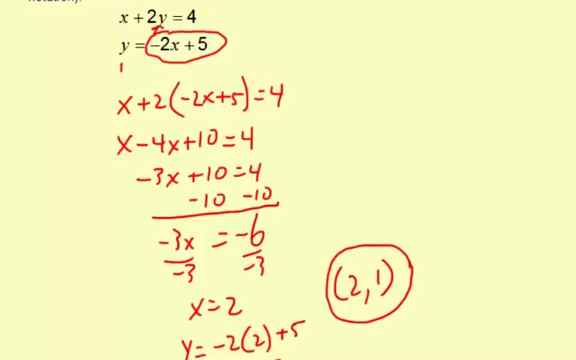 x + 2y = 4
y = -2x + 5
x + 2(-2x+5) = 4
x - 4x + 10 = 4
-3x + 10 = 4
-10 -10
-3x = -6
-3 -3
x = 2
(2, 1)
y = -2(2) + 5